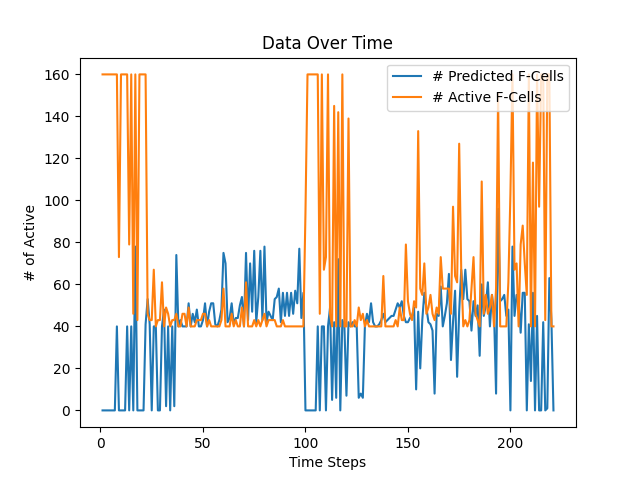 Data Over Time
# of Active
160
140
120
100
80
60
40
20
0
# Predicted F-Cells
# Active F-Cells
0
50
100
150
200
Time Steps